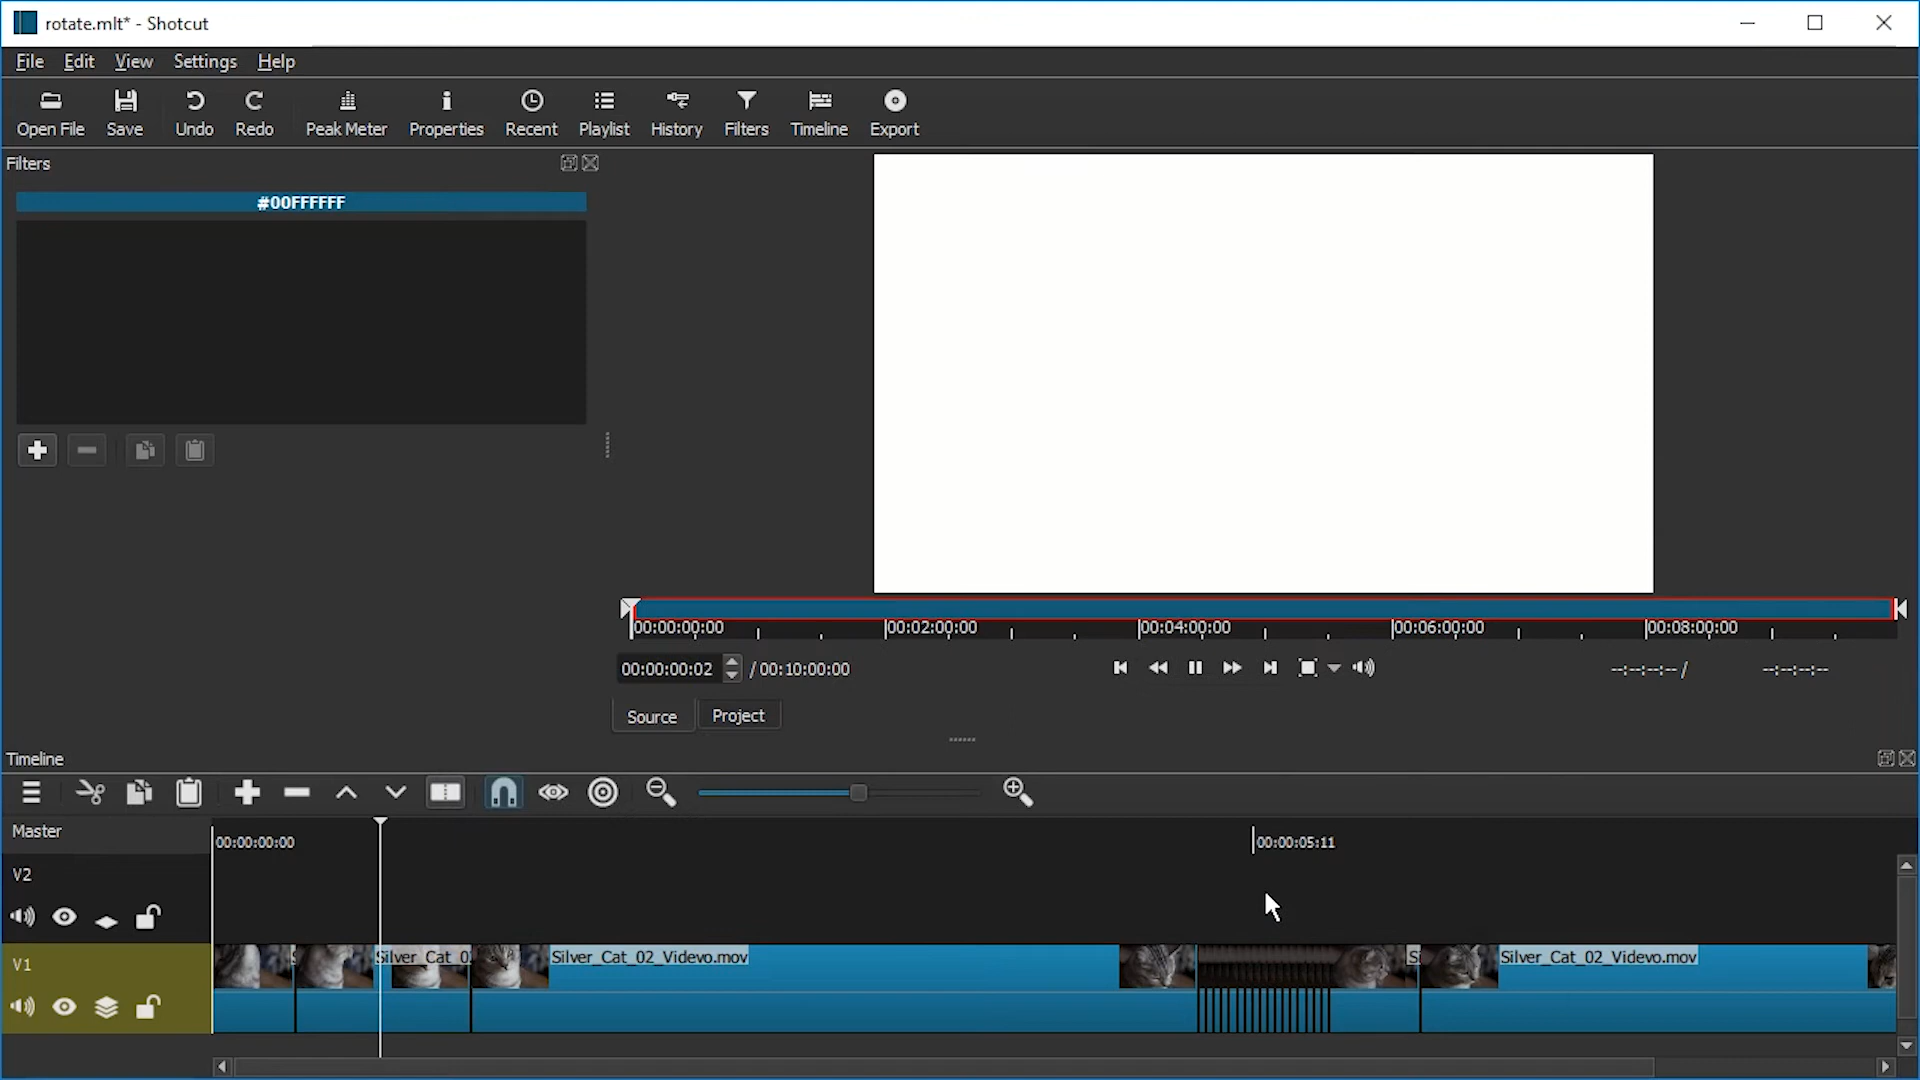 rotate.mlt* - Shotcut
File Edit View Settings Help
Open File Save Undo Redo Peak Meter Properties Recent Playlist History Filters Timeline Export
Filters
#00FFFFFF
00:00:00:00 00:02:00:00 00:04:00:00 00:06:00:00 00:08:00:00
00:00:00:02 / 00:10:00:00 --:--:--:-- / --:--:--:--
Source Project
Timeline
Master 00:00:00:00 00:00:05:11
V2
V1 S Silver_Cat_0 Silver_Cat_02_Videvo.mov Si Silver_Cat_02_Videvo.mov